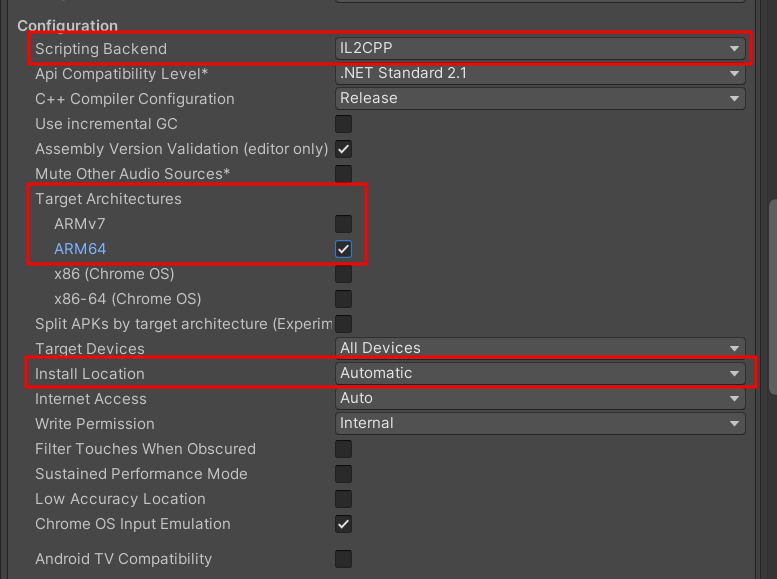 Configuration
Scripting Backend IL2CPP
Api Compatibility Level* .NET Standard 2.1
C++ Compiler Configuration Release
Use incremental GC
Assembly Version Validation (editor only)
Mute Other Audio Sources*
Target Architectures
ARMv7
ARM64
x86 (Chrome OS)
x86-64 (Chrome OS)
Split APKs by target architecture (Experim
Target Devices All Devices
Install Location Automatic
Internet Access Auto
Write Permission Internal
Filter Touches When Obscured
Sustained Performance Mode
Low Accuracy Location
Chrome OS Input Emulation
Android TV Compatibility